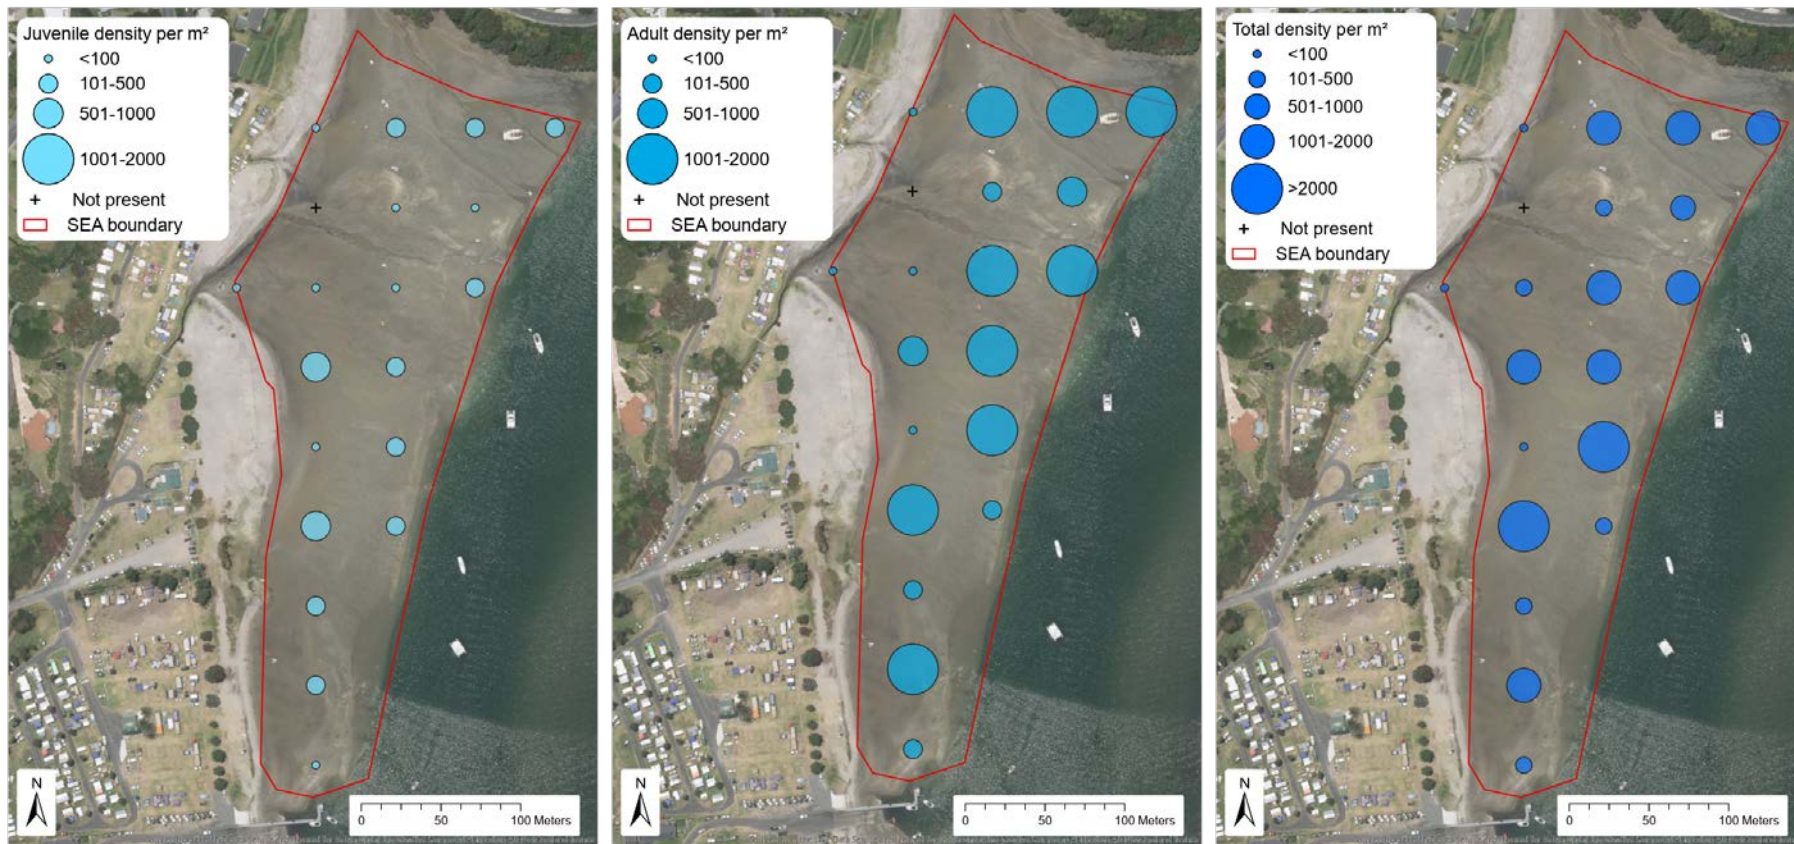 Juvenile density per m²
<100
101-500
501-1000
1001-2000
Not present
SEA boundary
N
0 50 100 Meters
Adult density per m²
<100
101-500
501-1000
1001-2000
Not present
SEA boundary
N
0 50 100 Meters
Total density per m²
<100
101-500
501-1000
1001-2000
>2000
Not present
SEA boundary
N
0 50 100 Meters